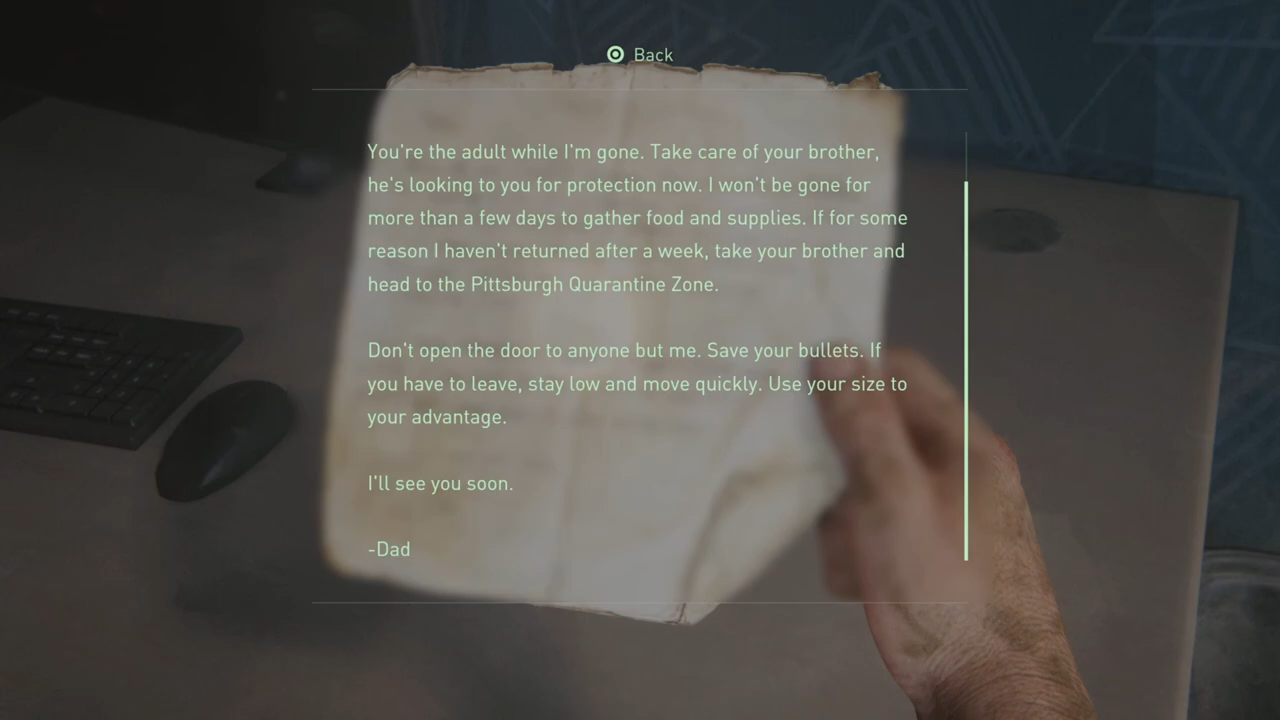 Back
You're the adult while I'm gone. Take care of your brother,
he's looking to you for protection now. I won't be gone for
more than a few days to gather food and supplies. If for some
reason I haven't returned after a week, take your brother and
head to the Pittsburgh Quarantine Zone.
Don't open the door to anyone but me. Save your bullets. If
you have to leave, stay low and move quickly. Use your size to
your advantage.
I'll see you soon.
-Dad